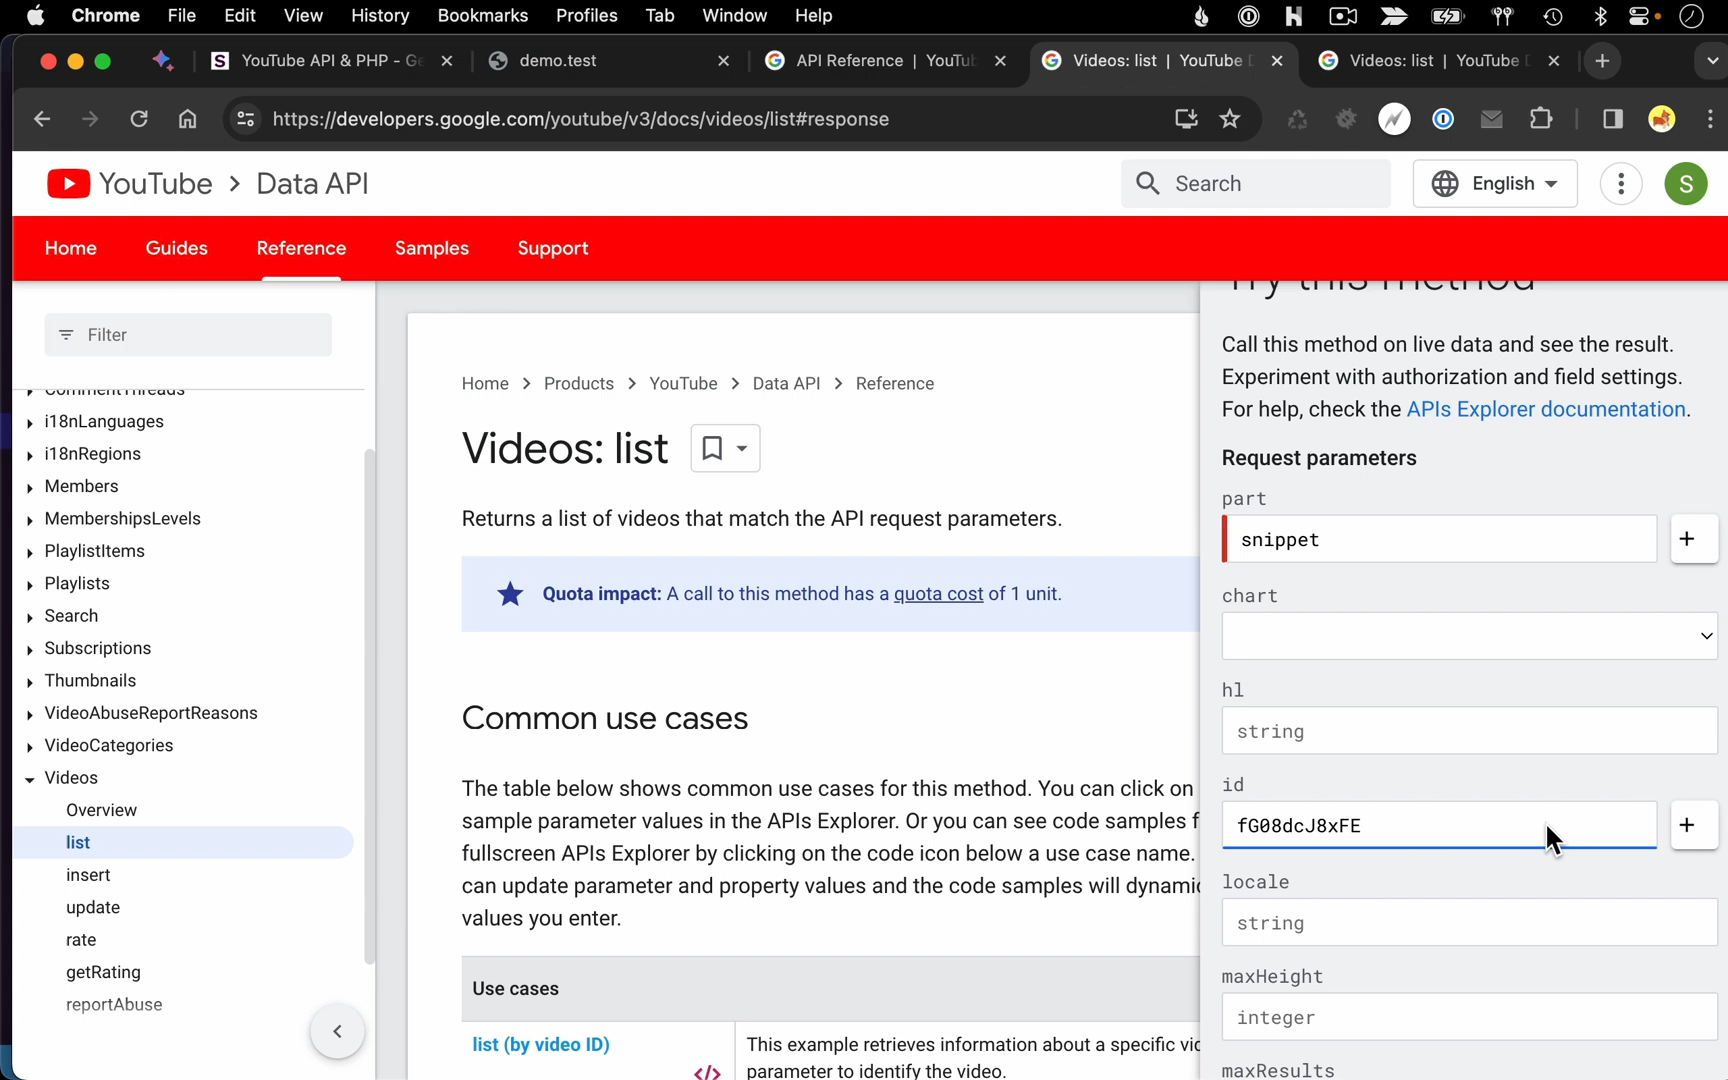 Chrome File Edit View History Bookmarks Profiles Tab Window Help
YouTube API & PHP - Ge
demo.test
API Reference | YouTub
Videos: list | YouTube D
Videos: list | YouTube D
https://developers.google.com/youtube/v3/docs/videos/list#response
YouTube > Data API
Search
English
S
Home Guides Reference Samples Support
Filter
CommentThreads
i18nLanguages
i18nRegions
Members
MembershipsLevels
PlaylistItems
Playlists
Search
Subscriptions
Thumbnails
VideoAbuseReportReasons
VideoCategories
Videos
Overview
list
insert
update
rate
getRating
reportAbuse
Home > Products > YouTube > Data API > Reference
Videos: list
Returns a list of videos that match the API request parameters.
Quota impact: A call to this method has a quota cost of 1 unit.
Common use cases
The table below shows common use cases for this method. You can click on
sample parameter values in the APIs Explorer. Or you can see code samples f
fullscreen APIs Explorer by clicking on the code icon below a use case name.
can update parameter and property values and the code samples will dynamic
values you enter.
Use cases
list (by video ID)
</>
This example retrieves information about a specific vid
parameter to identify the video.
Try this method
Call this method on live data and see the result.
Experiment with authorization and field settings.
For help, check the APIs Explorer documentation.
Request parameters
part
snippet
+
chart
hl
string
id
fG08dcJ8xFE
+
locale
string
maxHeight
integer
maxResults